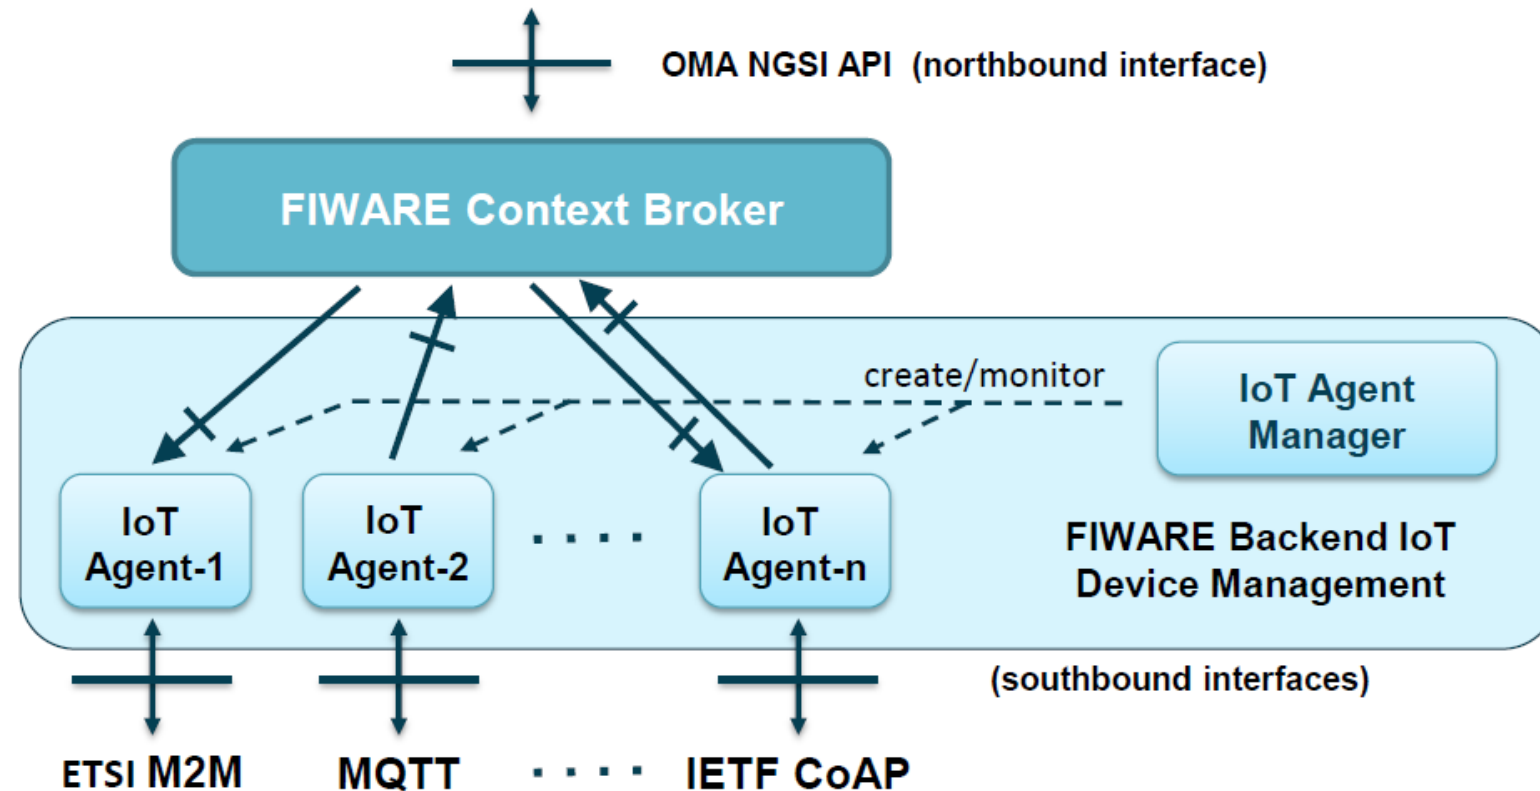 OMA NGSI API (northbound interface)
FIWARE Context Broker
create/monitor
IoT Agent
Manager
IoT
Agent-1
IoT
Agent-2
IoT
Agent-n
FIWARE Backend IoT
Device Management
(southbound interfaces)
ETSI M2M
MQTT
IETF CoAP